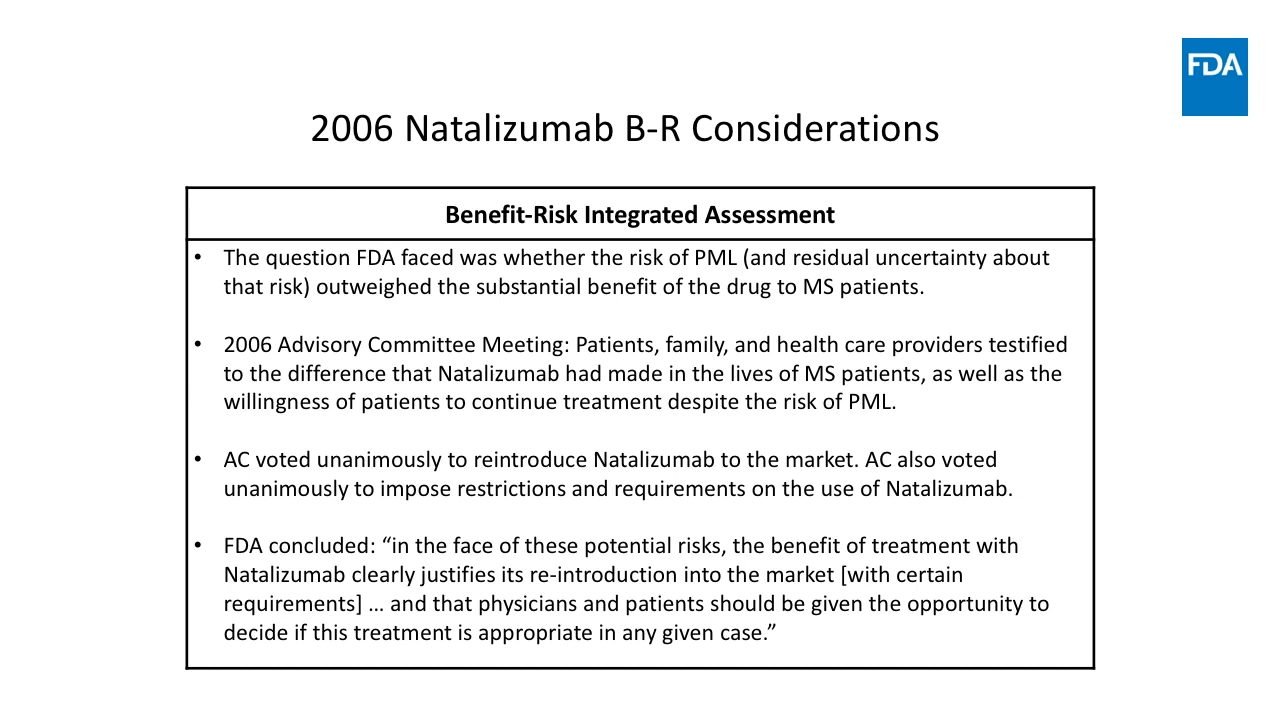 FDA
2006 Natalizumab B-R Considerations
Benefit-Risk Integrated Assessment
• The question FDA faced was whether the risk of PML (and residual uncertainty about
that risk) outweighed the substantial benefit of the drug to MS patients.
• 2006 Advisory Committee Meeting: Patients, family, and health care providers testified
to the difference that Natalizumab had made in the lives of MS patients, as well as the
willingness of patients to continue treatment despite the risk of PML.
• AC voted unanimously to reintroduce Natalizumab to the market. AC also voted
unanimously to impose restrictions and requirements on the use of Natalizumab.
• FDA concluded: “in the face of these potential risks, the benefit of treatment with
Natalizumab clearly justifies its re-introduction into the market [with certain
requirements] … and that physicians and patients should be given the opportunity to
decide if this treatment is appropriate in any given case.”